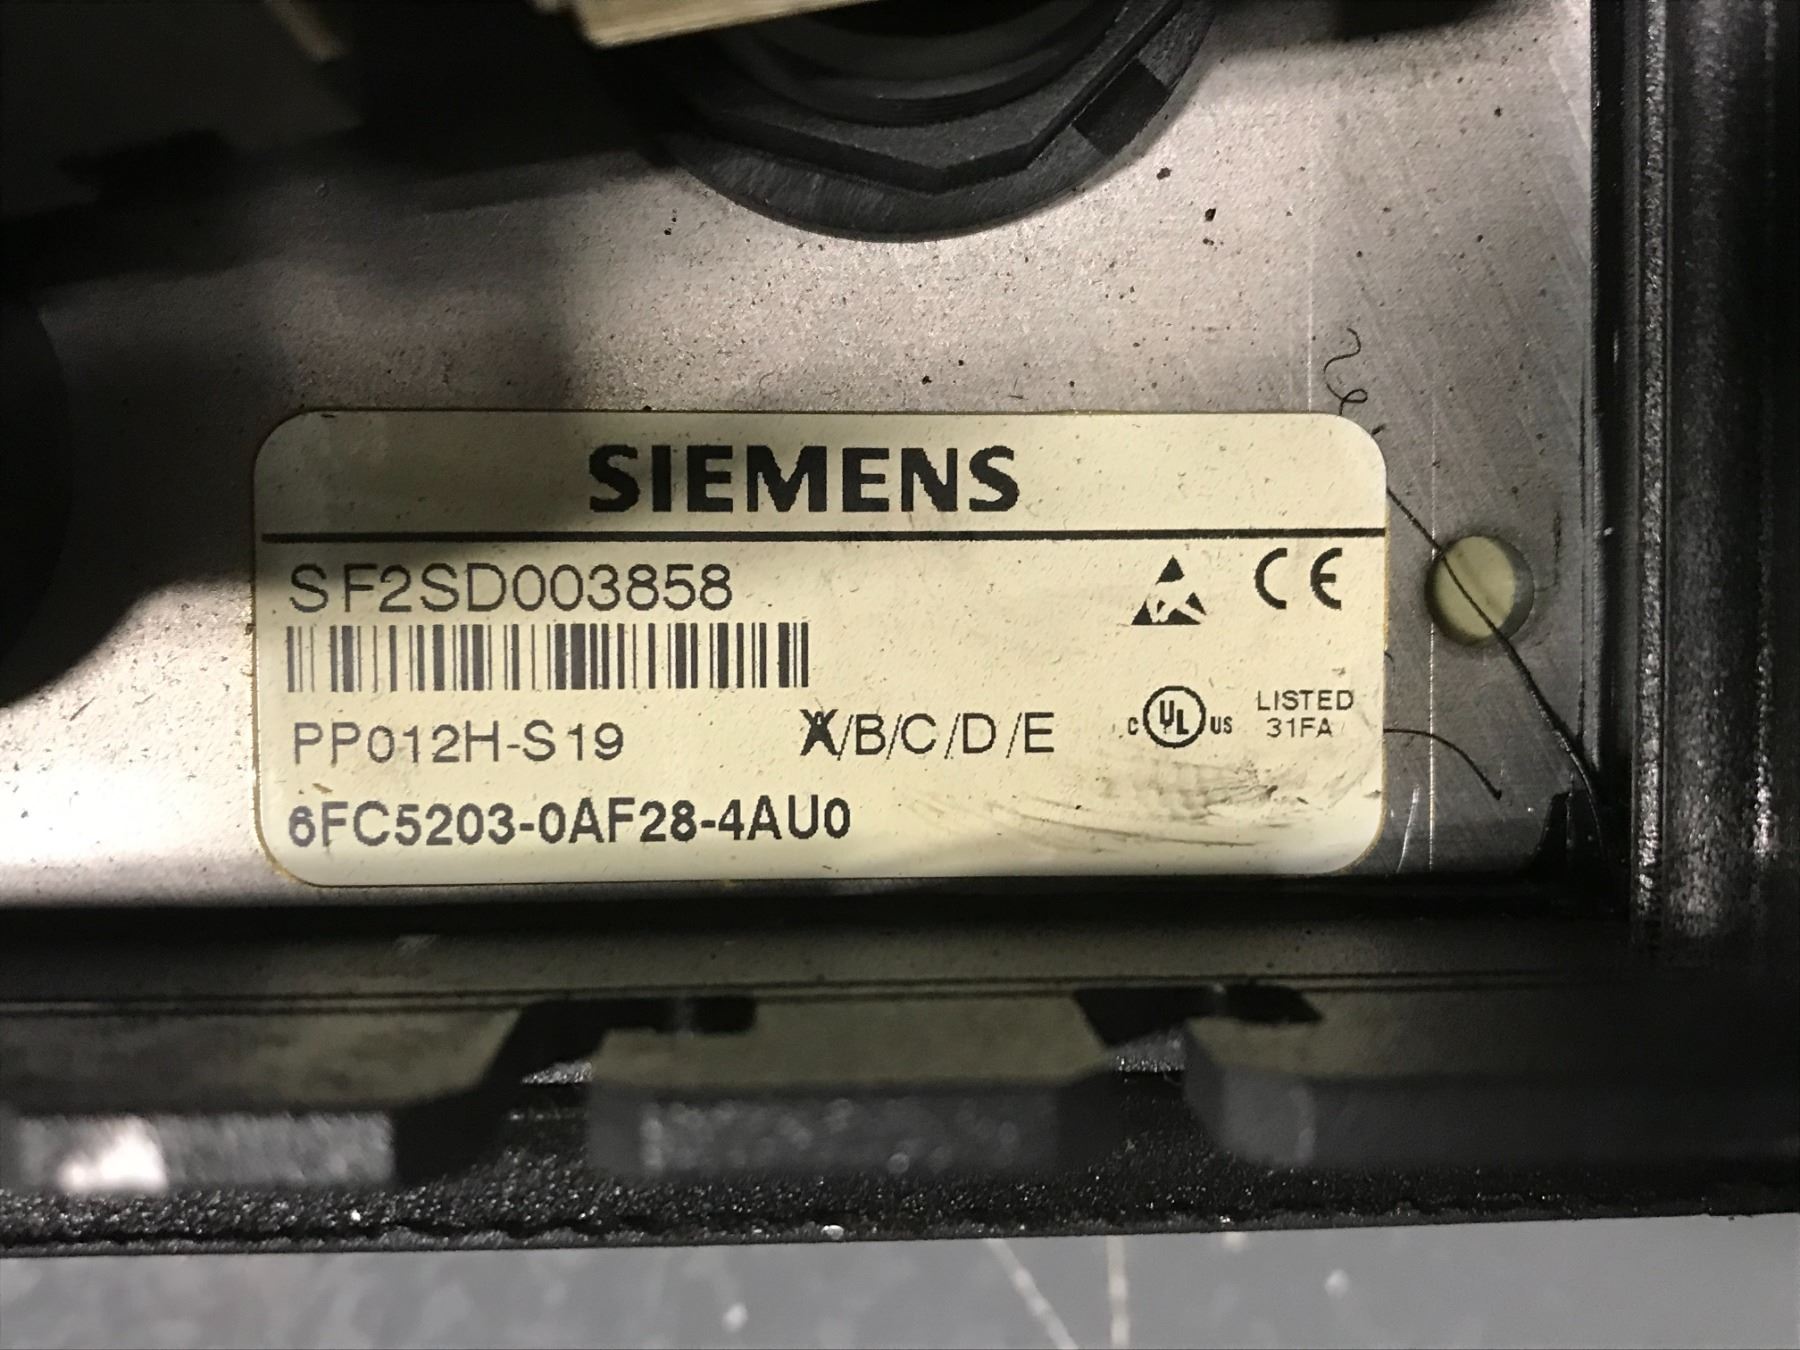 SIEMENS
SF2SD003858
CE
PP012H-S19 A/B/C/D/E
c UL us LISTED 31FA
6FC5203-0AF28-4AU0